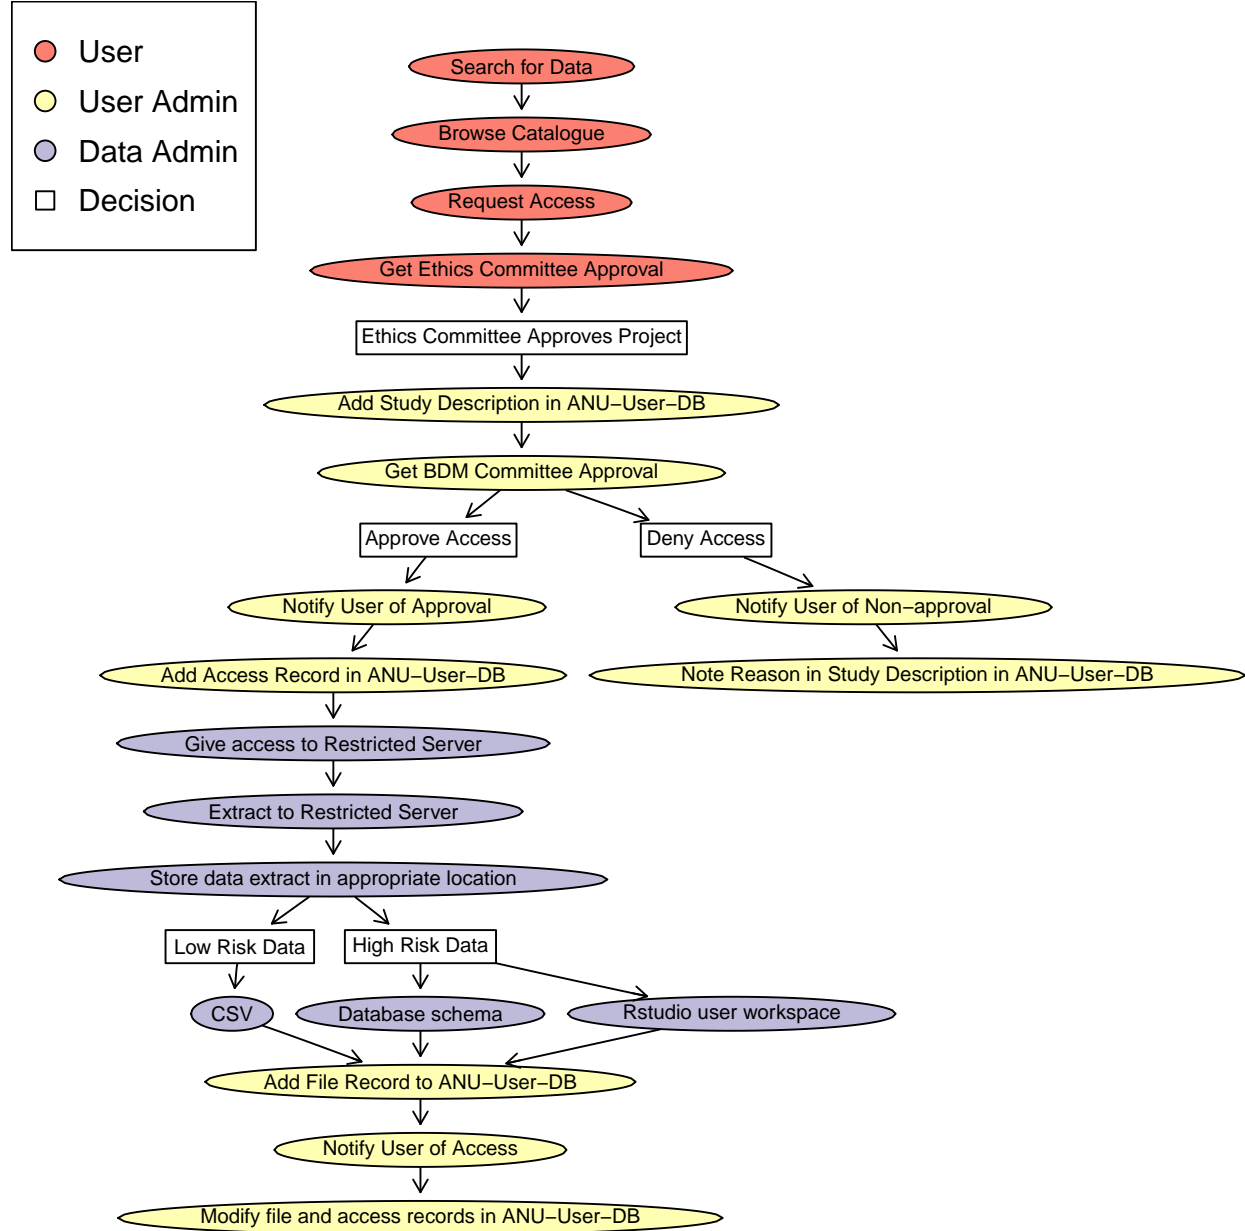 User
User Admin
Data Admin
Decision
Search for Data
Browse Catalogue
Request Access
Get Ethics Committee Approval
Ethics Committee Approves Project
Add Study Description in ANU−User−DB
Get BDM Committee Approval
Approve Access
Deny Access
Notify User of Approval
Notify User of Non−approval
Add Access Record in ANU−User−DB
Note Reason in Study Description in ANU−User−DB
Give access to Restricted Server
Extract to Restricted Server
Store data extract in appropriate location
Low Risk Data
High Risk Data
CSV
Database schema
Rstudio user workspace
Add File Record to ANU−User−DB
Notify User of Access
Modify file and access records in ANU−User−DB